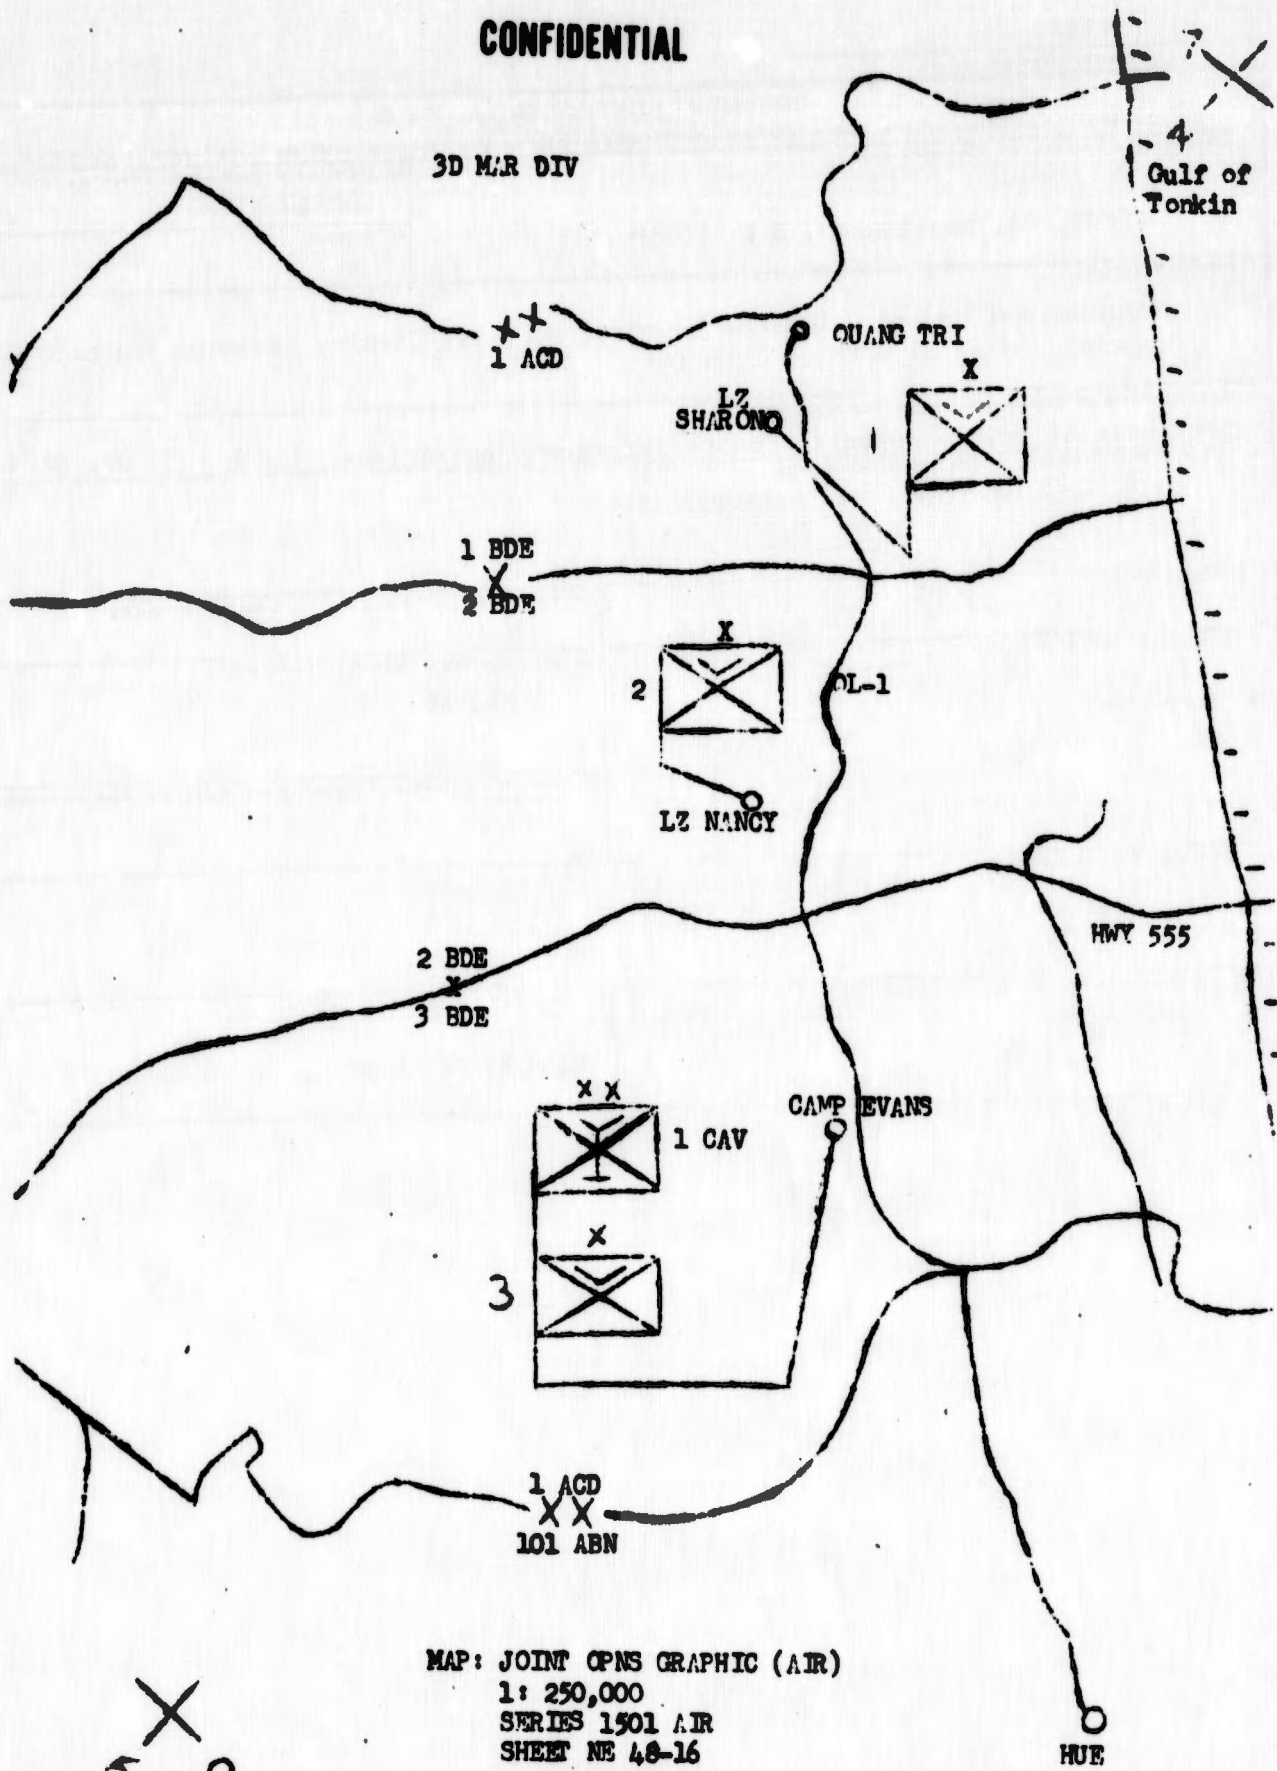 CONFIDENTIAL
7
4
Gulf of
Tonkin
3D MAR DIV
X X
1 ACD
QUANG TRI
X
LZ
SHARON
1
1 BDE
X
2 BDE
X
2
QL-1
LZ NANCY
HWY 555
2 BDE
X
3 BDE
X X
1 CAV
CAMP EVANS
X
3
1 ACD
X X
101 ABN
MAP: JOINT OPNS GRAPHIC (AIR)
1: 250,000
SERIES 1501 AIR
SHEET NE 48-16
HUE